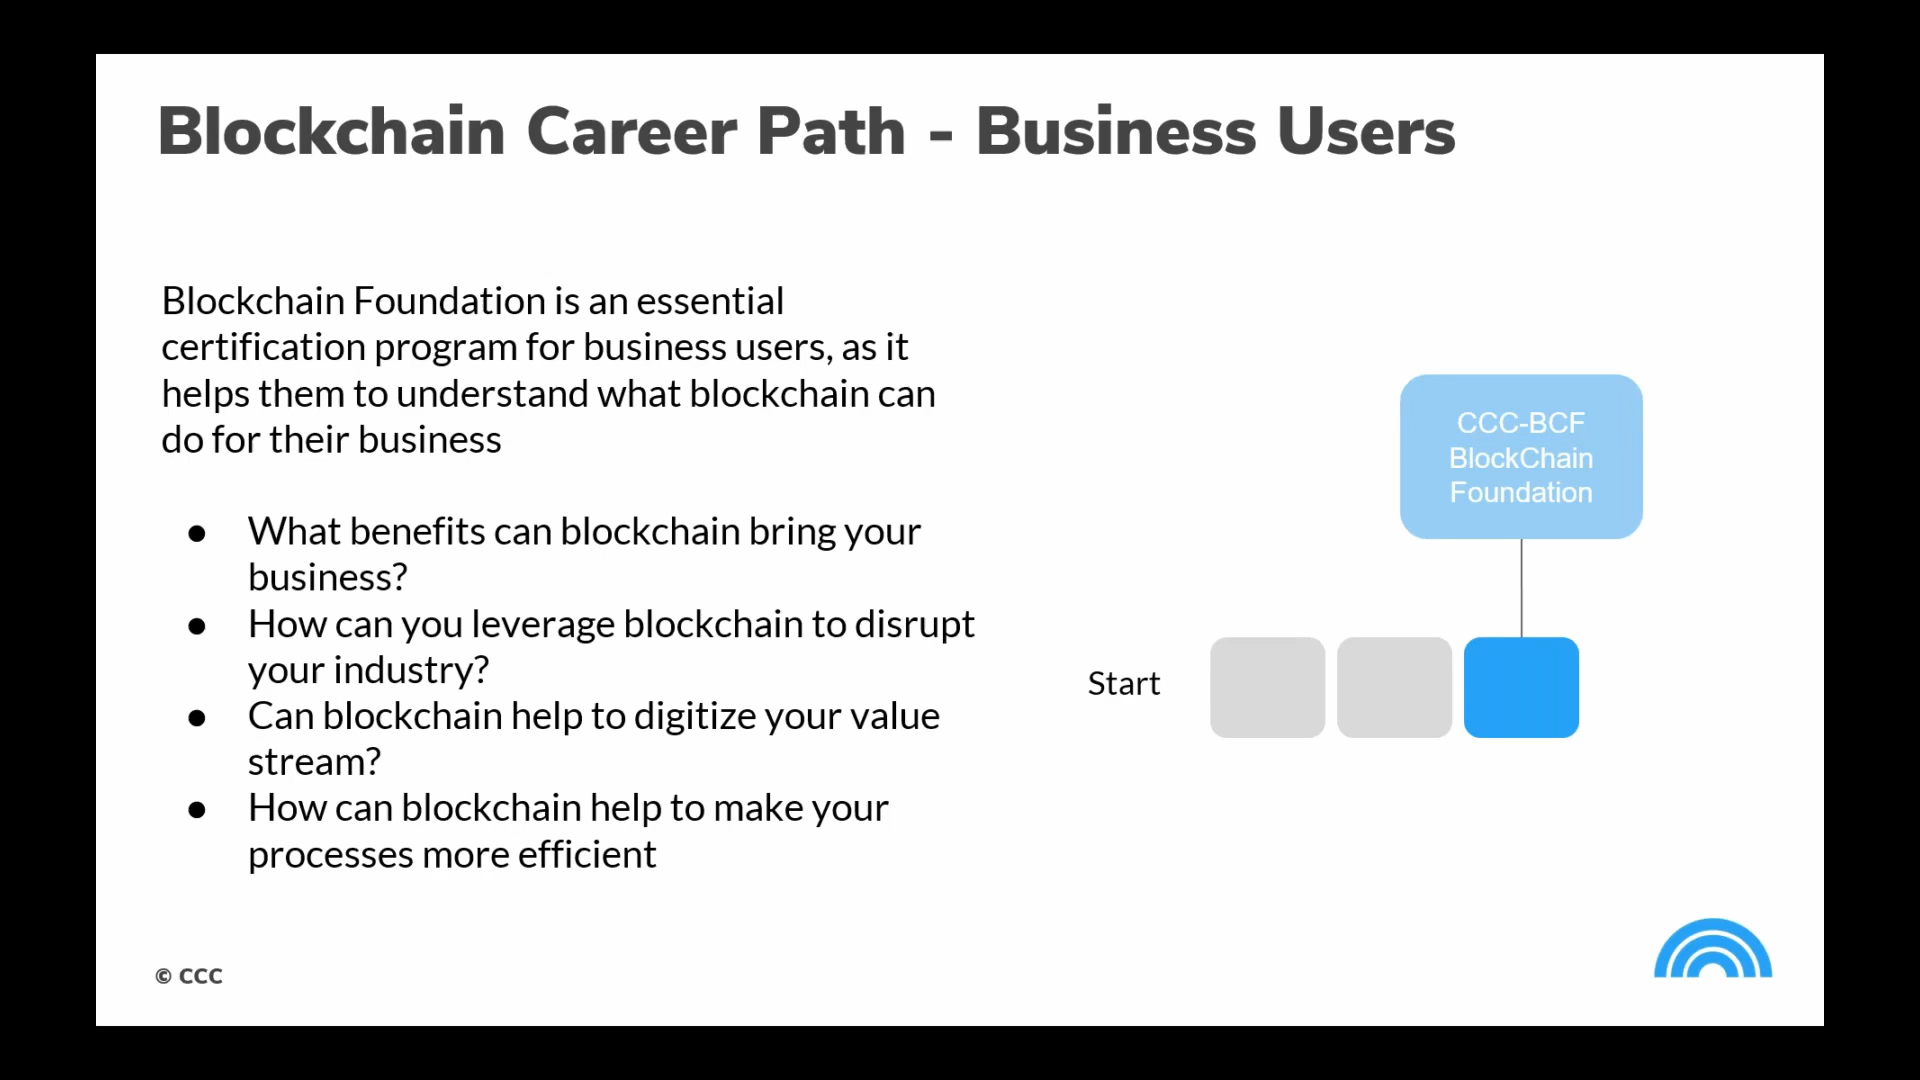 Blockchain Career Path - Business Users
Blockchain Foundation is an essential
certification program for business users, as it
helps them to understand what blockchain can
do for their business
● What benefits can blockchain bring your
business?
● How can you leverage blockchain to disrupt
your industry?
● Can blockchain help to digitize your value
stream?
● How can blockchain help to make your
processes more efficient
CCC-BCF
BlockChain
Foundation
Start
© CCC